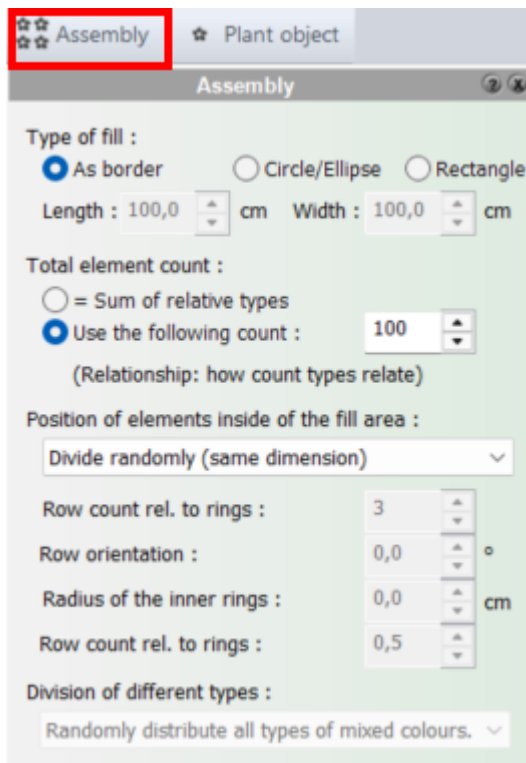 Assembly Plant object
Assembly
Type of fill :
As border Circle/Ellipse Rectangle
Length : 100,0 cm Width : 100,0 cm
Total element count :
= Sum of relative types
Use the following count : 100
(Relationship: how count types relate)
Position of elements inside of the fill area :
Divide randomly (same dimension)
Row count rel. to rings : 3
Row orientation : 0,0 °
Radius of the inner rings : 0,0 cm
Row count rel. to rings : 0,5
Division of different types :
Randomly distribute all types of mixed colours.